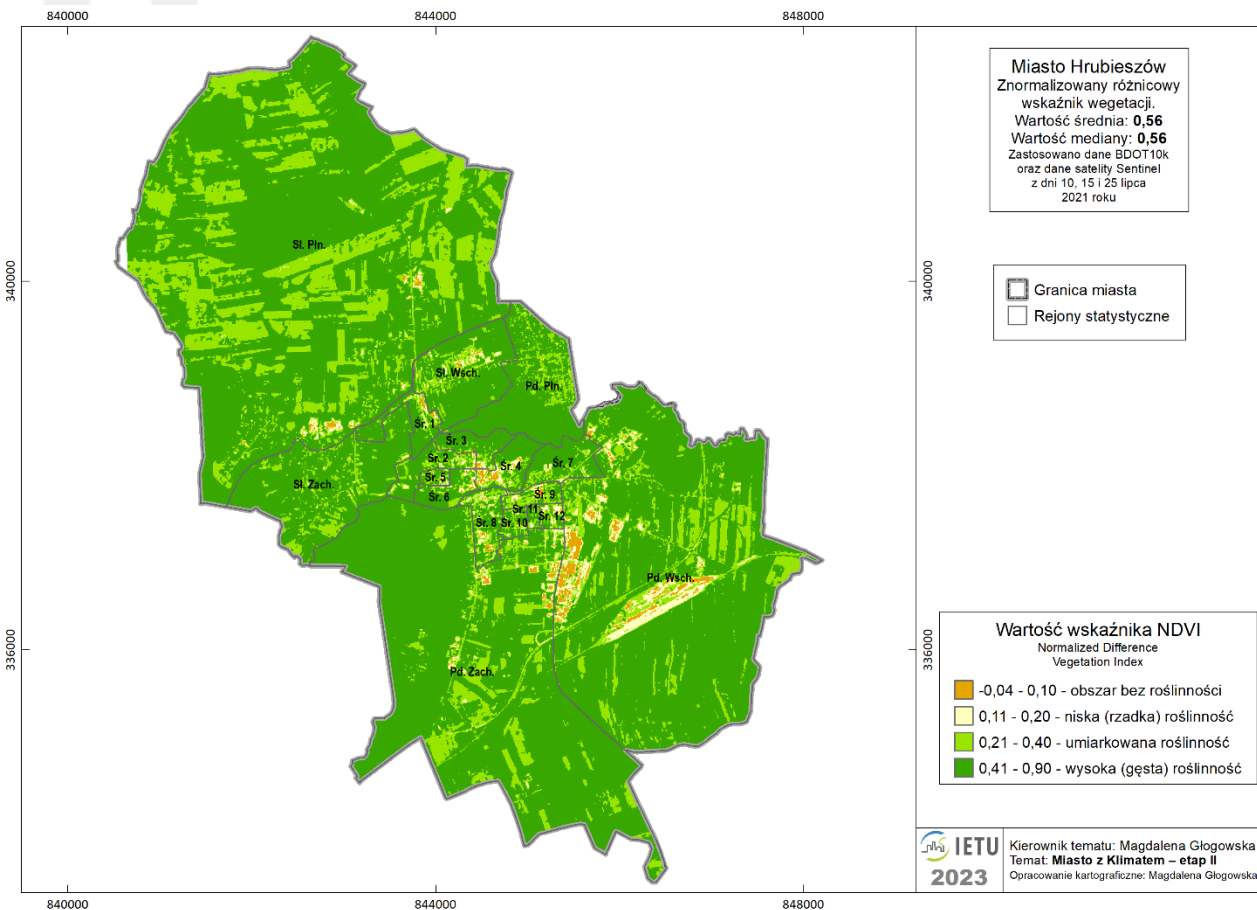 840000
844000
848000
Miasto Hrubieszów
Znormalizowany różnicowy
wskaźnik wegetacji.
Wartość średnia: 0,56
Wartość mediany: 0,56
Zastosowano dane BDOT10k
oraz dane satelity Sentinel
z dni 10, 15 i 25 lipca
2021 roku
Sł. Płn.
340000
340000
Granica miasta
Rejony statystyczne
Sł. Wsch.
Pd. Płn.
Śr. 1
Śr. 3
Śr. 2
Śr. 4
Śr. 7
Śr. 5
Sł. Zach.
Śr. 6
Śr. 9
Śr. 11
Śr. 12
Śr. 8
Śr. 10
Pd. Wsch.
336000
336000
Pd. Zach.
Wartość wskaźnika NDVI
Normalized Difference
Vegetation Index
-0,04 - 0,10 - obszar bez roślinności
0,11 - 0,20 - niska (rzadka) roślinność
0,21 - 0,40 - umiarkowana roślinność
0,41 - 0,90 - wysoka (gęsta) roślinność
IETU
2023
Kierownik tematu: Magdalena Głogowska
Temat: Miasto z Klimatem – etap II
Opracowanie kartograficzne: Magdalena Głogowska
840000
844000
848000